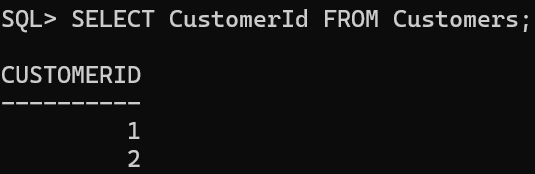 SQL> SELECT CustomerId FROM Customers;
CUSTOMERID
----------
1
2